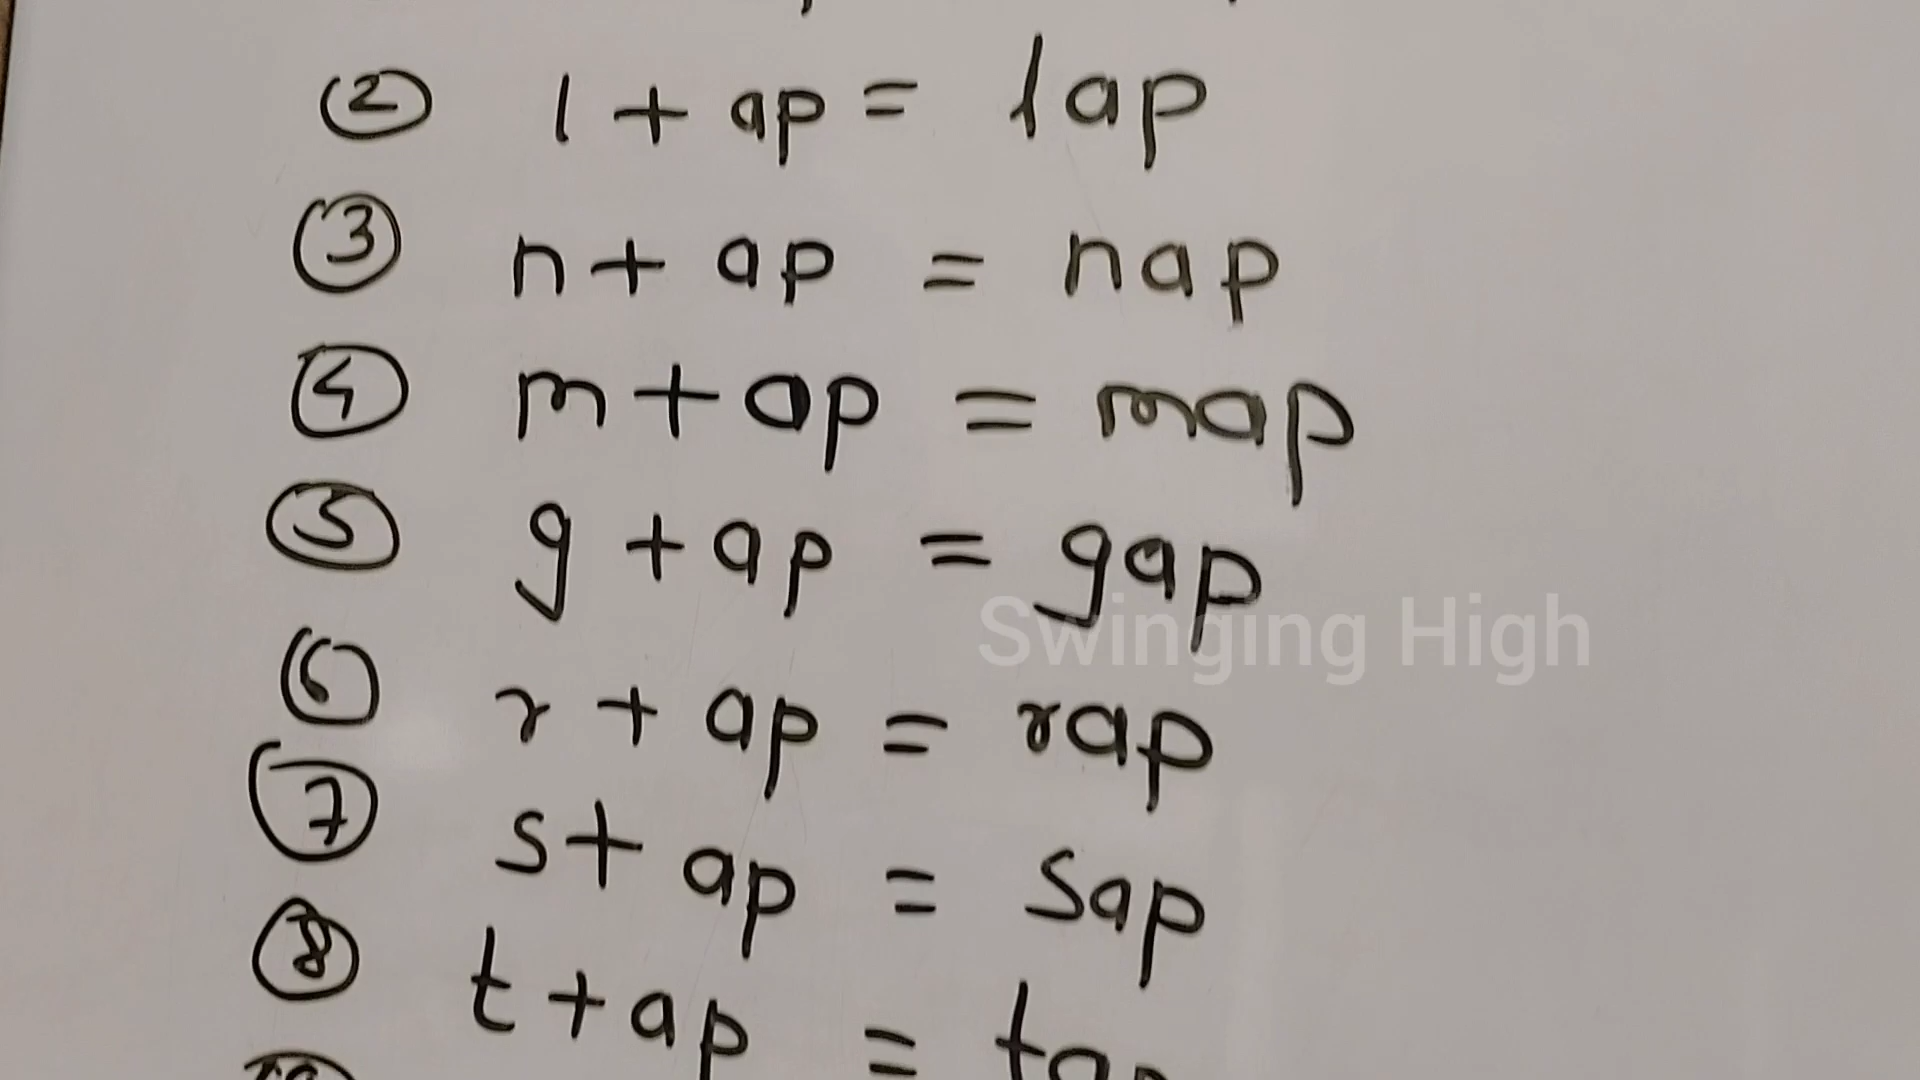 ② l + ap = lap
③ n + ap = nap
④ m + ap = map
⑤ g + ap = gap
Swinging High
⑥ r + ap = rap
⑦ s + ap = sap
⑧ t + ap = tap